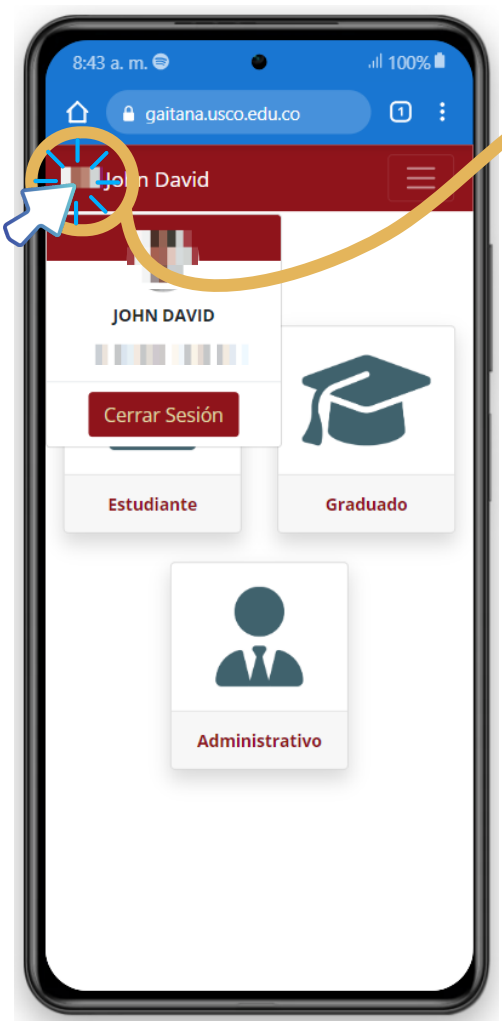 8:43 a. m.
100%
gaitana.usco.edu.co
1
John David
JOHN DAVID
Cerrar Sesión
Estudiante
Graduado
Administrativo